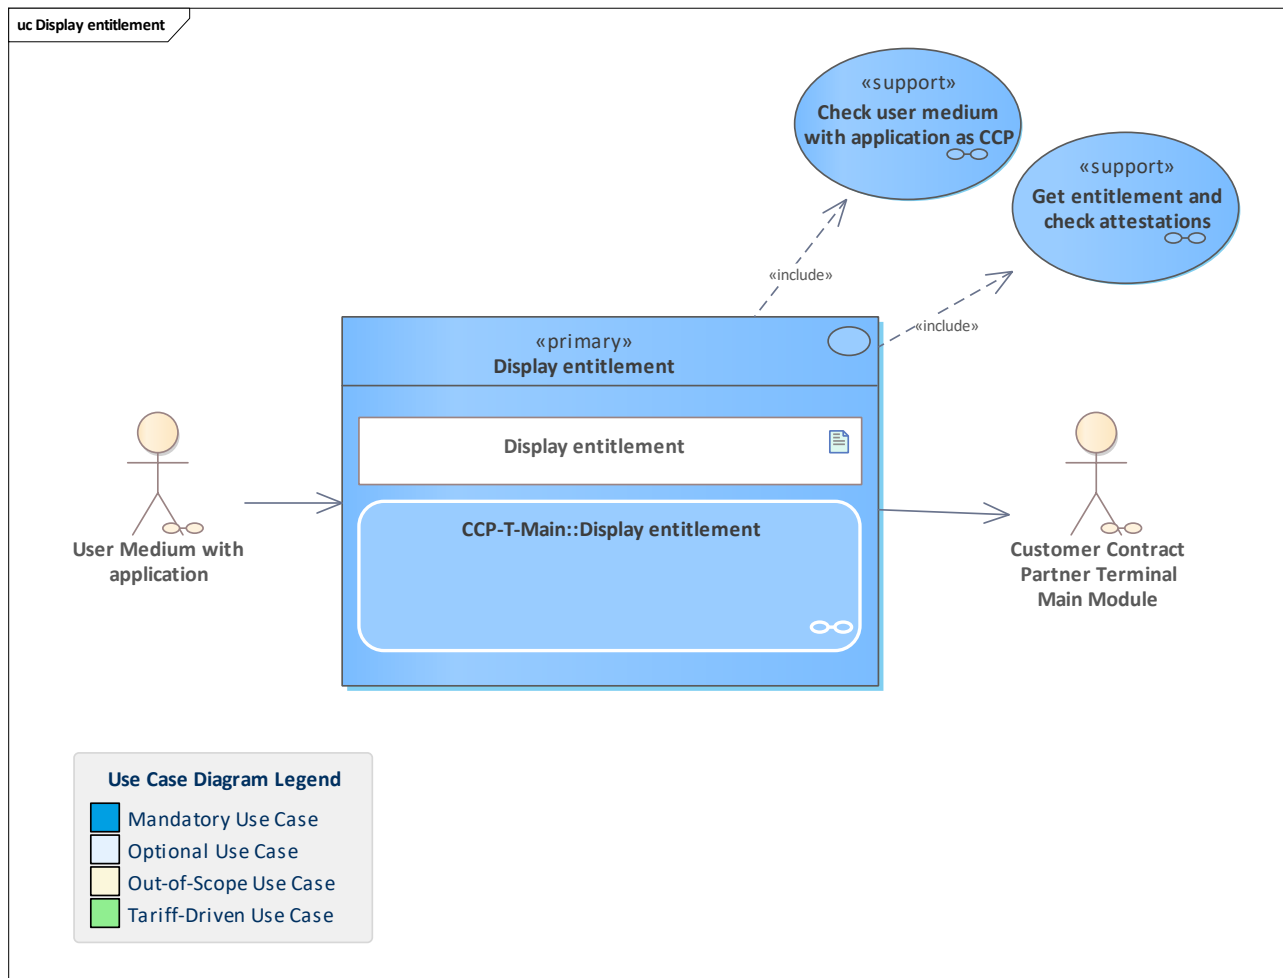 uc Display entitlement
«support»
Check user medium
with application as CCP
«support»
Get entitlement and
check attestations
«include»
«include»
«primary»
Display entitlement
Display entitlement
CCP-T-Main::Display entitlement
User Medium with
application
Customer Contract
Partner Terminal
Main Module
Use Case Diagram Legend
Mandatory Use Case
Optional Use Case
Out-of-Scope Use Case
Tariff-Driven Use Case